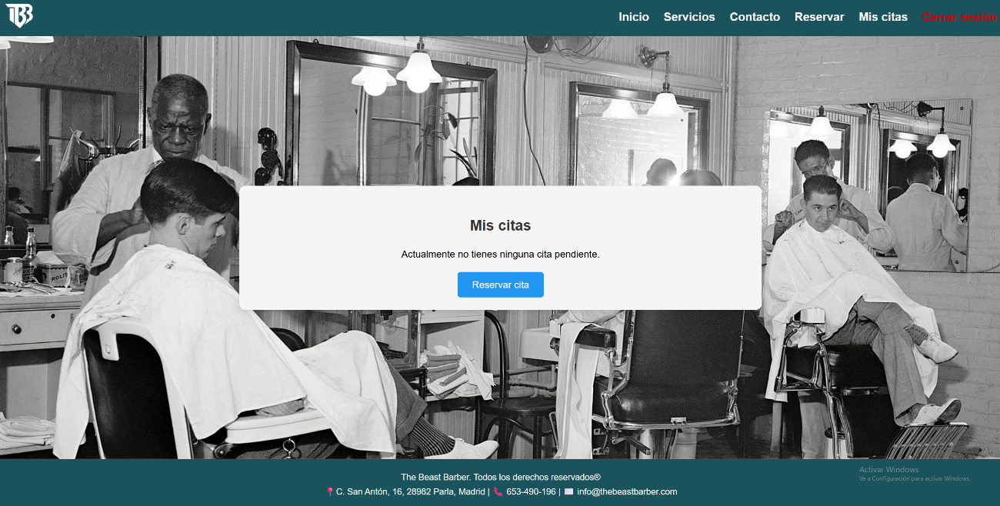 TBB
Inicio Servicios Contacto Reservar Mis citas Cerrar sesión
Mis citas
Actualmente no tienes ninguna cita pendiente.
Reservar cita
The Beast Barber. Todos los derechos reservados®
C. San Antón, 16, 28982 Parla, Madrid | 653-490-196 | info@thebeastbarber.com
Activar Windows
Ve a Configuración para activar Windows.